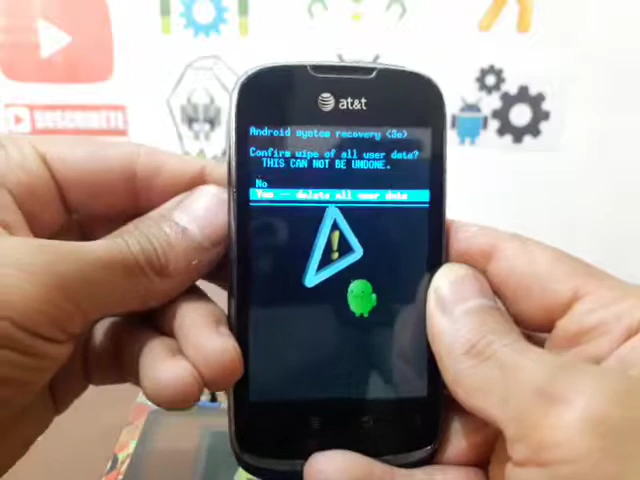 SUSCRIBETE
at&t
Android system recovery <3e>
Confirm wipe of all user data?
THIS CAN NOT BE UNDONE.
No
Yes -- delete all user data